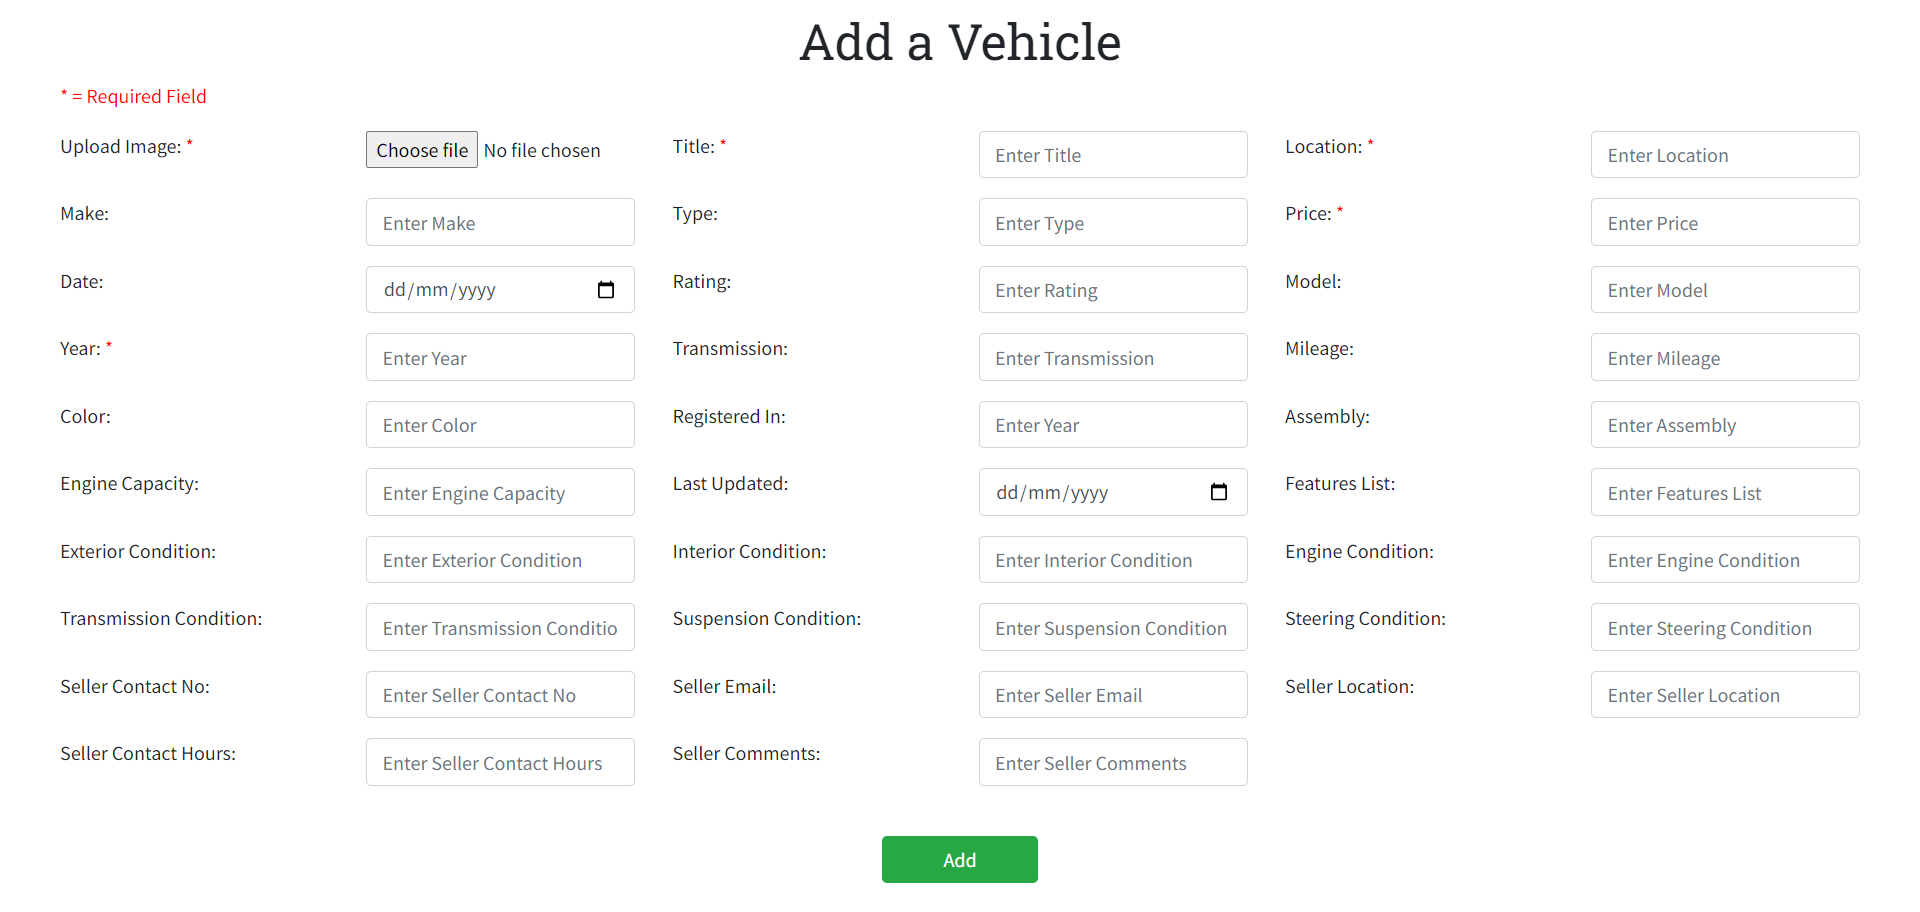 Add a Vehicle
* = Required Field
Upload Image: * Choose file No file chosen Title: * Enter Title Location: * Enter Location
Make: Enter Make Type: Enter Type Price: * Enter Price
Date: dd/mm/yyyy Rating: Enter Rating Model: Enter Model
Year: * Enter Year Transmission: Enter Transmission Mileage: Enter Mileage
Color: Enter Color Registered In: Enter Year Assembly: Enter Assembly
Engine Capacity: Enter Engine Capacity Last Updated: dd/mm/yyyy Features List: Enter Features List
Exterior Condition: Enter Exterior Condition Interior Condition: Enter Interior Condition Engine Condition: Enter Engine Condition
Transmission Condition: Enter Transmission Conditio Suspension Condition: Enter Suspension Condition Steering Condition: Enter Steering Condition
Seller Contact No: Enter Seller Contact No Seller Email: Enter Seller Email Seller Location: Enter Seller Location
Seller Contact Hours: Enter Seller Contact Hours Seller Comments: Enter Seller Comments
Add